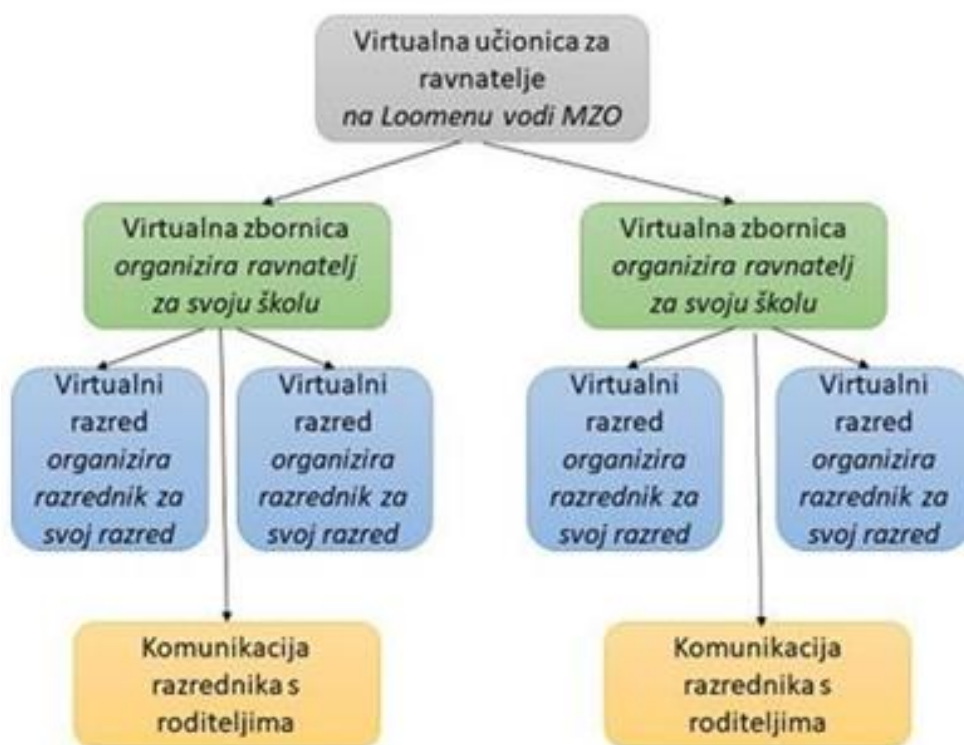 Virtualna učionica za
ravnatelje
na Loomenu vodi MZO
Virtualna zbornica
organizira ravnatelj
za svoju školu
Virtualna zbornica
organizira ravnatelj
za svoju školu
Virtualni
razred
organizira
razrednik za
svoj razred
Virtualni
razred
organizira
razrednik za
svoj razred
Virtualni
razred
organizira
razrednik za
svoj razred
Virtualni
razred
organizira
razrednik za
svoj razred
Komunikacija
razrednika s
roditeljima
Komunikacija
razrednika s
roditeljima